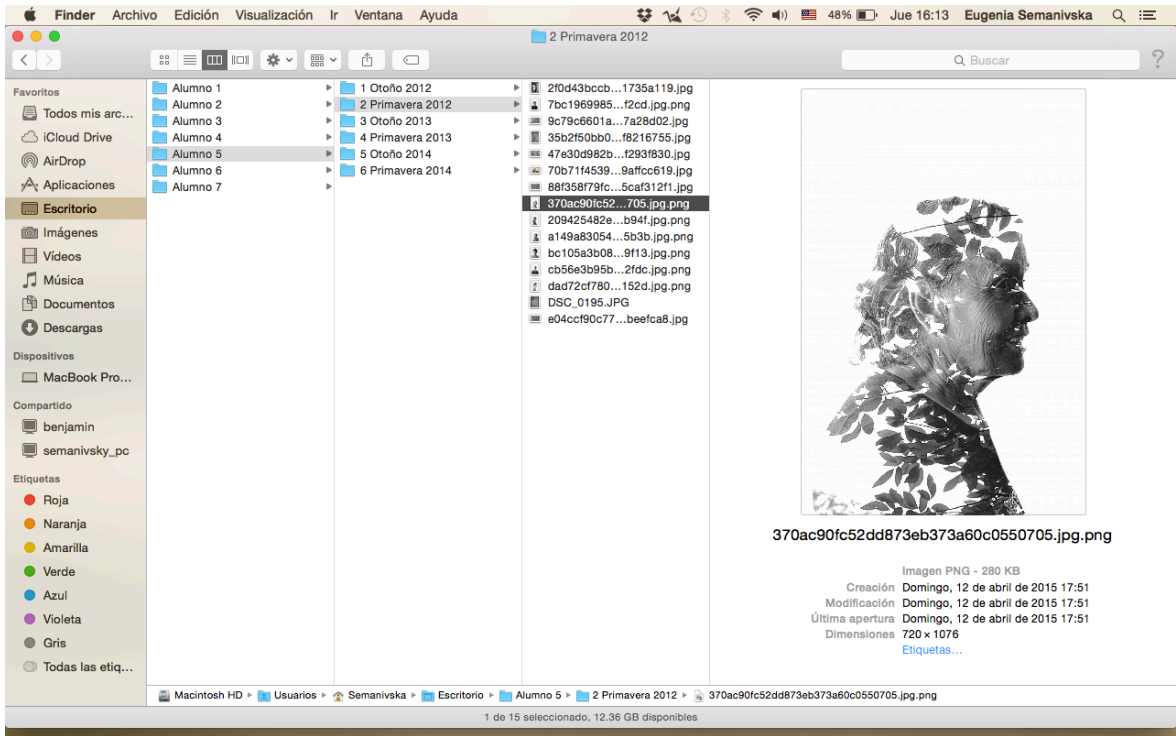 Finder Archivo Edición Visualización Ir Ventana Ayuda 48% Jue 16:13 Eugenia Semanivska
2 Primavera 2012
Buscar
Favoritos
Todos mis arc...
iCloud Drive
AirDrop
Aplicaciones
Escritorio
Imágenes
Vídeos
Música
Documentos
Descargas
Dispositivos
MacBook Pro...
Compartido
benjamin
semanivsky_pc
Etiquetas
Roja
Naranja
Amarilla
Verde
Azul
Violeta
Gris
Todas las etiq...
Alumno 1
Alumno 2
Alumno 3
Alumno 4
Alumno 5
Alumno 6
Alumno 7
1 Otoño 2012
2 Primavera 2012
3 Otoño 2013
4 Primavera 2013
5 Otoño 2014
6 Primavera 2014
2f0d43bccb...1735a119.jpg
7bc1969985...f2cd.jpg.png
9c79c6601a...7a28d02.jpg
35b2f50bb0...f8216755.jpg
47e30d982b...f293f830.jpg
70b71f4539...9affcc619.jpg
88f358f79fc...5caf312f1.jpg
370ac90fc52...705.jpg.png
209425482e...b94f.jpg.png
a149a83054...5b3b.jpg.png
bc105a3b08...9f13.jpg.png
cb56e3b95b...2fdc.jpg.png
dad72cf780...152d.jpg.png
DSC_0195.JPG
e04ccf90c77...beefca8.jpg
370ac90fc52dd873eb373a60c0550705.jpg.png
Imagen PNG - 280 KB
Creación Domingo, 12 de abril de 2015 17:51
Modificación Domingo, 12 de abril de 2015 17:51
Última apertura Domingo, 12 de abril de 2015 17:51
Dimensiones 720 × 1076
Etiquetas...
Macintosh HD Usuarios Semanivska Escritorio Alumno 5 2 Primavera 2012 370ac90fc52dd873eb373a60c0550705.jpg.png
1 de 15 seleccionado, 12.36 GB disponibles